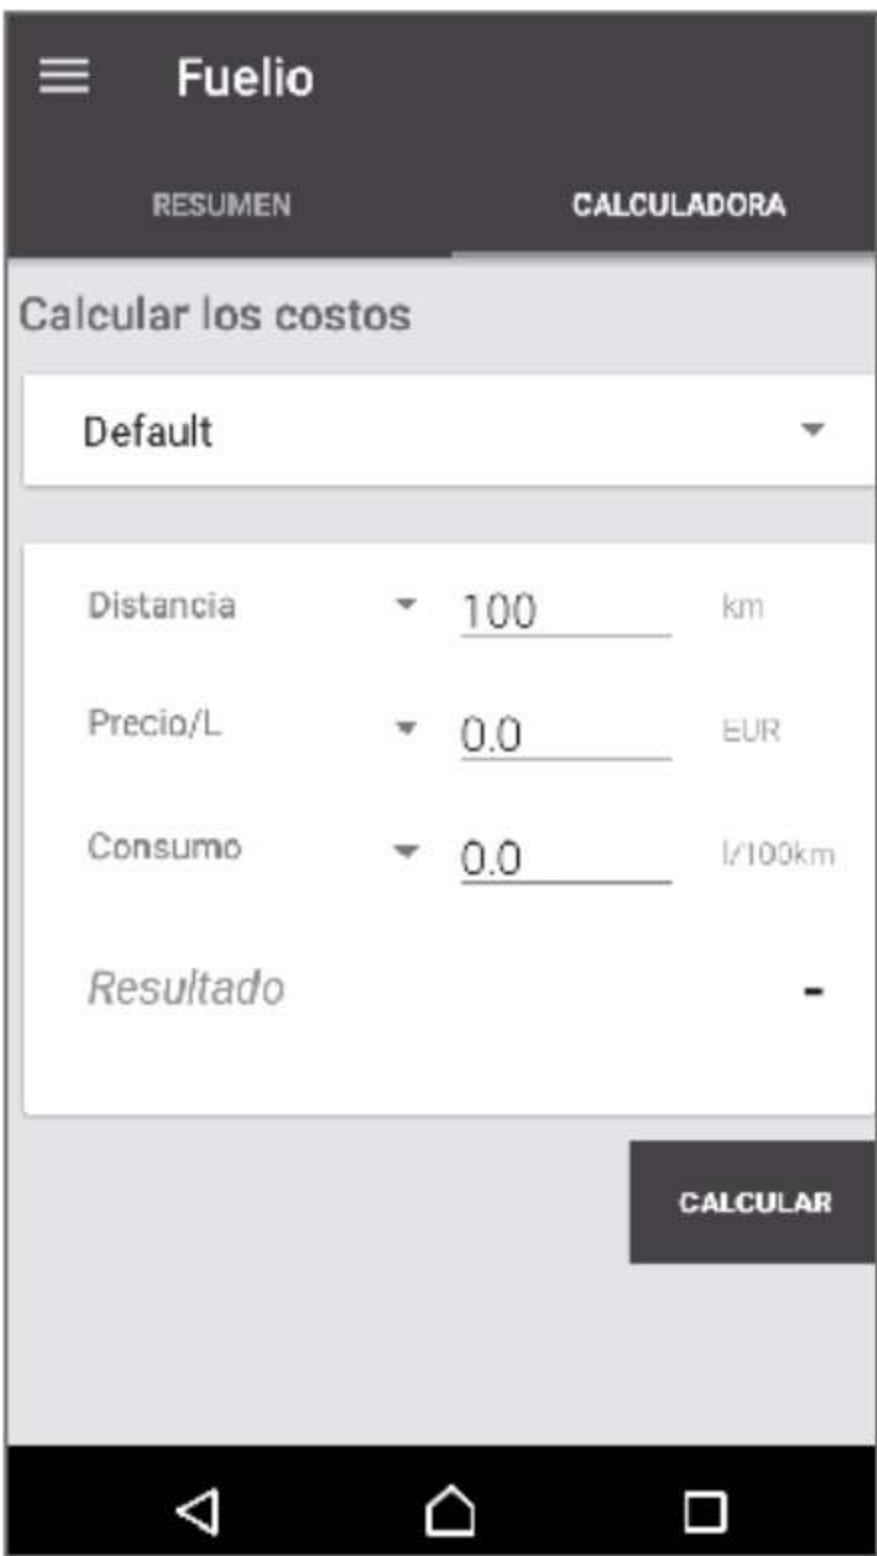 Fuelio
RESUMEN CALCULADORA
Calcular los costos
Default
Distancia 100 km
Precio/L 0.0 EUR
Consumo 0.0 l/100km
Resultado -
CALCULAR